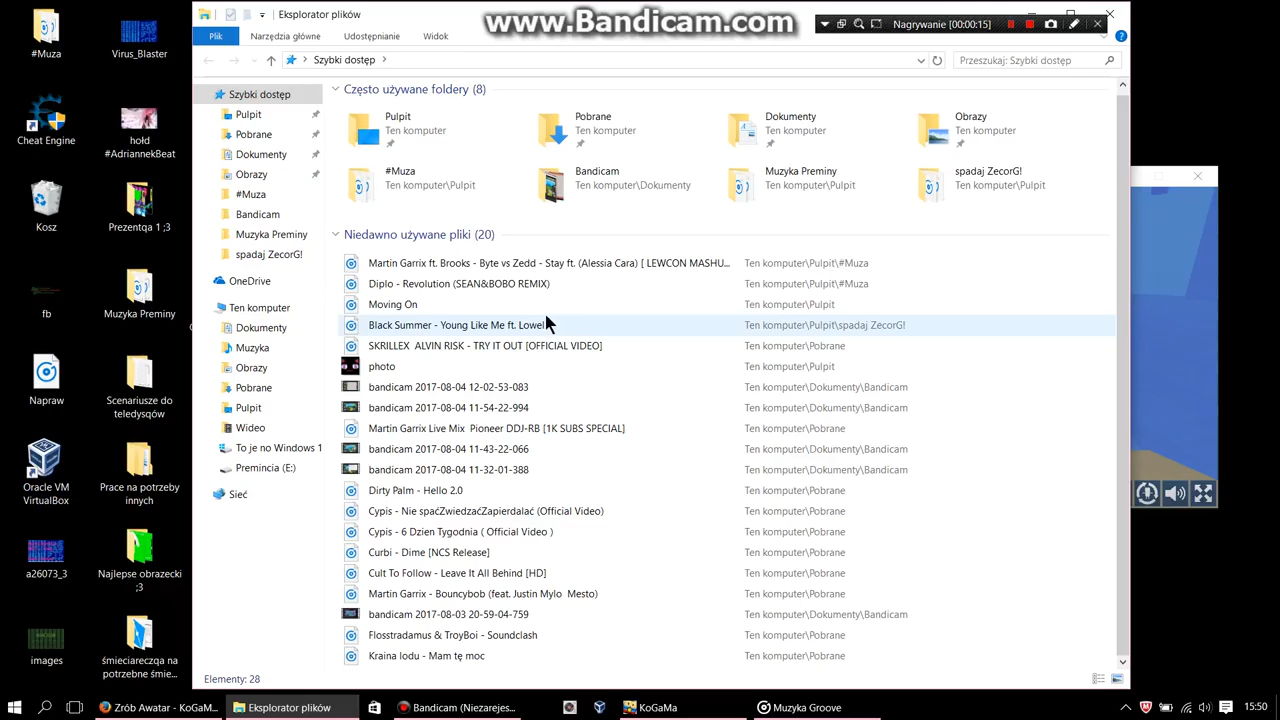 #Muza
Virus_Blaster
Cheat Engine
hołd
#AdriannekBeat
Kosz
Prezentqa 1 ;3
fb
Muzyka Preminy
Napraw
Scenariusze do
teledysqów
Oracle VM
VirtualBox
Prace na potrzeby
innych
a26073_3
Najlepse obrazecki
;3
images
śmieciareczqa na
potrzebne śmie...
Eksplorator plików
www.Bandicam.com
Nagrywanie [00:00:15]
Plik
Narzędzia główne
Udostępnianie
Widok
Szybki dostęp
Przeszukaj: Szybki dostęp
Szybki dostęp
Pulpit
Pobrane
Dokumenty
Obrazy
#Muza
Bandicam
Muzyka Preminy
spadaj ZecorG!
OneDrive
Ten komputer
Dokumenty
Muzyka
Obrazy
Pobrane
Pulpit
Wideo
To je no Windows 1
Premincia (E:)
Sieć
Często używane foldery (8)
Pulpit
Ten komputer
Pobrane
Ten komputer
Dokumenty
Ten komputer
Obrazy
Ten komputer
#Muza
Ten komputer\Pulpit
Bandicam
Ten komputer\Dokumenty
Muzyka Preminy
Ten komputer\Pulpit
spadaj ZecorG!
Ten komputer\Pulpit
Niedawno używane pliki (20)
Martin Garrix ft. Brooks - Byte vs Zedd - Stay ft. (Alessia Cara) [ LEWCON MASHU... Ten komputer\Pulpit\#Muza
Diplo - Revolution (SEAN&BOBO REMIX) Ten komputer\Pulpit\#Muza
Moving On Ten komputer\Pulpit
Black Summer - Young Like Me ft. Lowel Ten komputer\Pulpit\spadaj ZecorG!
SKRILLEX  ALVIN RISK - TRY IT OUT [OFFICIAL VIDEO] Ten komputer\Pobrane
photo Ten komputer\Pulpit
bandicam 2017-08-04 12-02-53-083 Ten komputer\Dokumenty\Bandicam
bandicam 2017-08-04 11-54-22-994 Ten komputer\Dokumenty\Bandicam
Martin Garrix Live Mix  Pioneer DDJ-RB [1K SUBS SPECIAL] Ten komputer\Pobrane
bandicam 2017-08-04 11-43-22-066 Ten komputer\Dokumenty\Bandicam
bandicam 2017-08-04 11-32-01-388 Ten komputer\Dokumenty\Bandicam
Dirty Palm - Hello 2.0 Ten komputer\Pobrane
Cypis - Nie spaćZwiedzaćZapierdalać (Official Video) Ten komputer\Pobrane
Cypis - 6 Dzien Tygodnia ( Official Video ) Ten komputer\Pobrane
Curbi - Dime [NCS Release] Ten komputer\Pobrane
Cult To Follow - Leave It All Behind [HD] Ten komputer\Pobrane
Martin Garrix - Bouncybob (feat. Justin Mylo  Mesto) Ten komputer\Pobrane
bandicam 2017-08-03 20-59-04-759 Ten komputer\Dokumenty\Bandicam
Flosstradamus & TroyBoi - Soundclash Ten komputer\Pobrane
Kraina lodu - Mam tę moc Ten komputer\Pobrane
Elementy: 28
Zrób Awatar - KoGaM...
Eksplorator plików
Bandicam (Niezarejes...
KoGaMa
Muzyka Groove
15:50